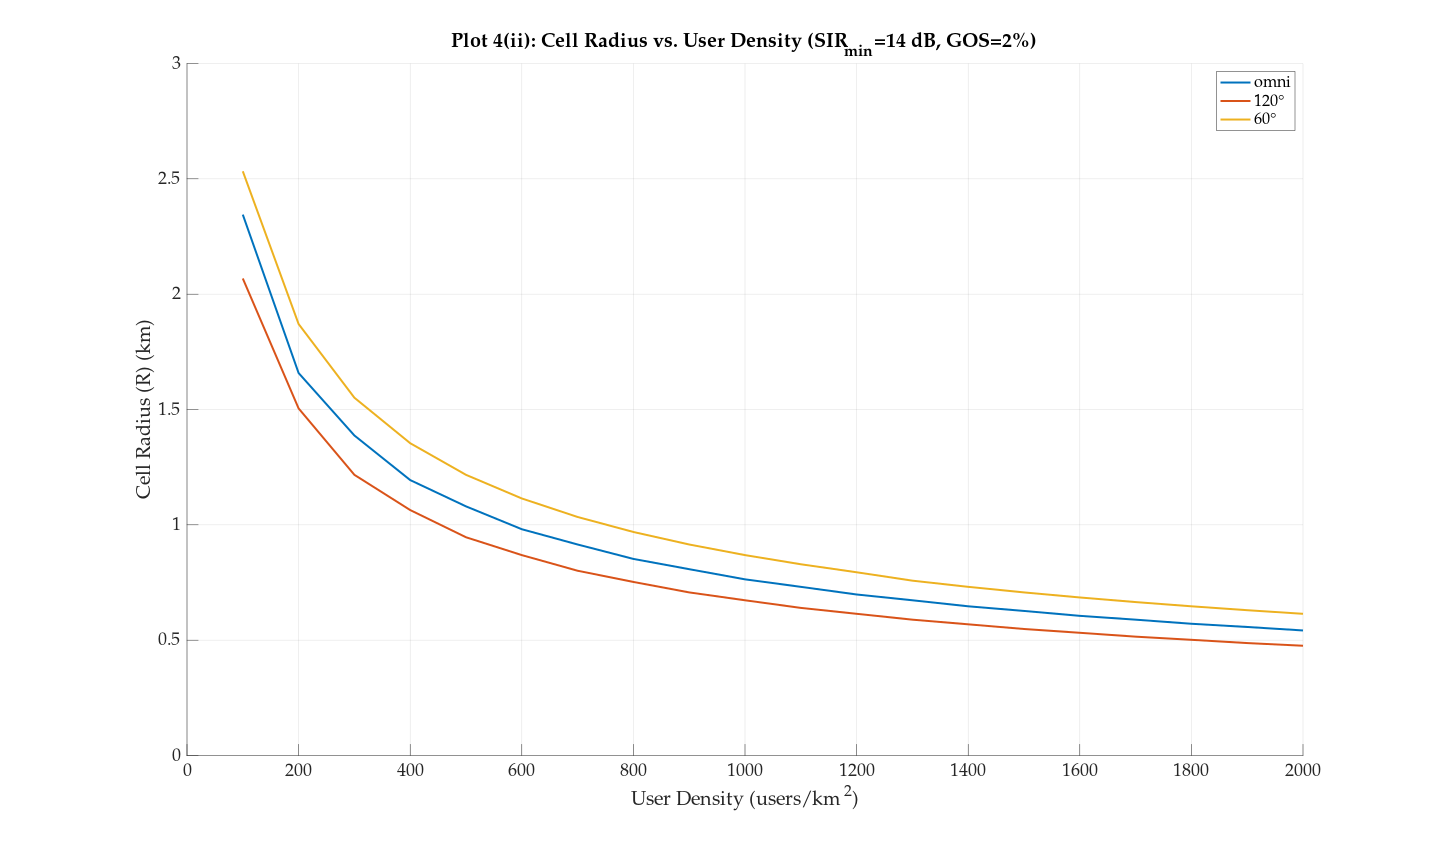 Plot 4(ii): Cell Radius vs. User Density (SIRmin=14 dB, GOS=2%)
omni
120°
60°
3
2.5
2
1.5
1
0.5
0
Cell Radius (R) (km)
0 200 400 600 800 1000 1200 1400 1600 1800 2000
User Density (users/km2)